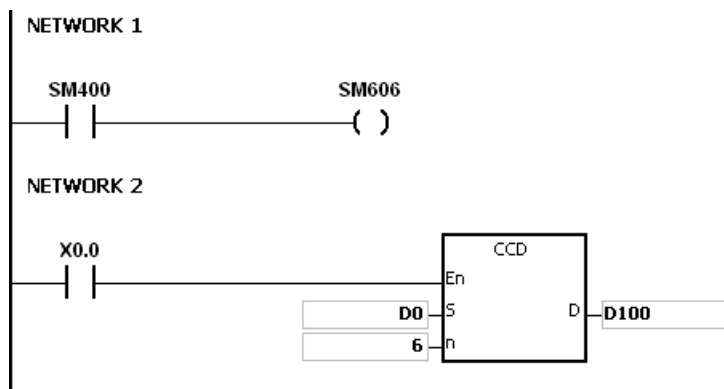 NETWORK 1
SM400 SM606
NETWORK 2
X0.0
CCD
En
D0 S D D100
6 n